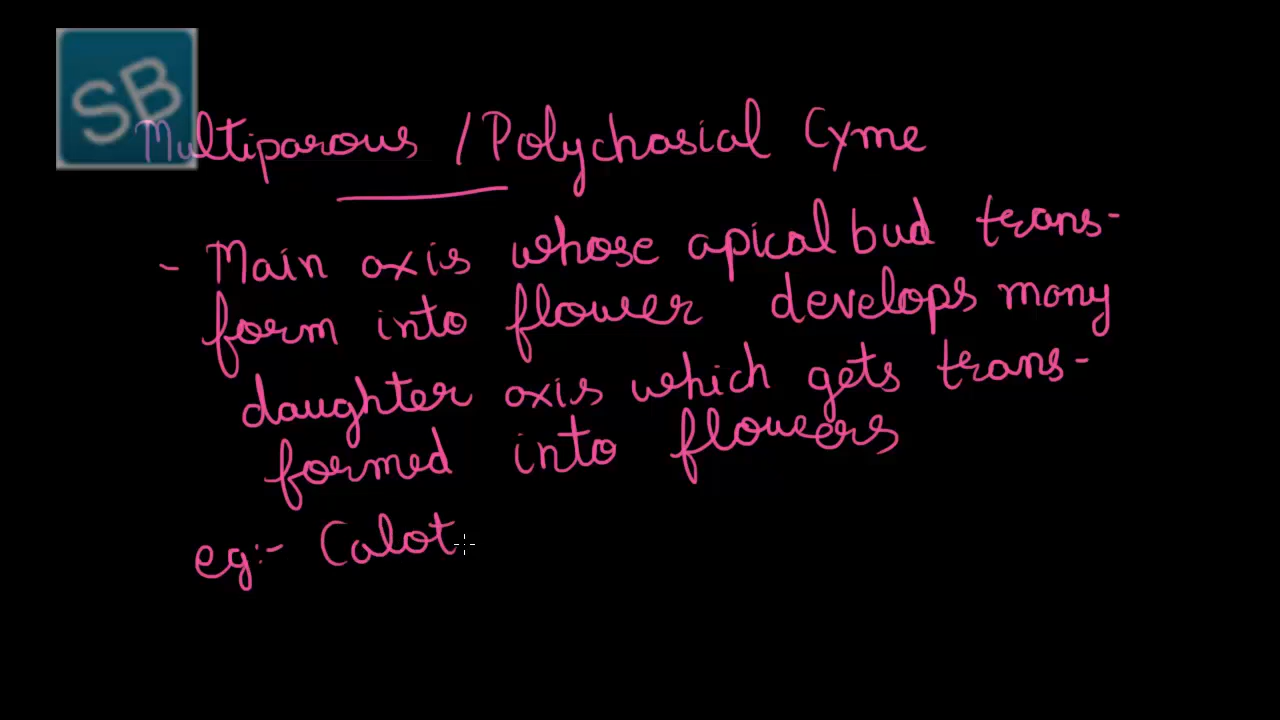 SB
Multiparous / Polychasial Cyme
- Main axis whose apical bud trans-
form into flower develops many
daughter axis which gets trans-
formed into flowers
eg:- Calot